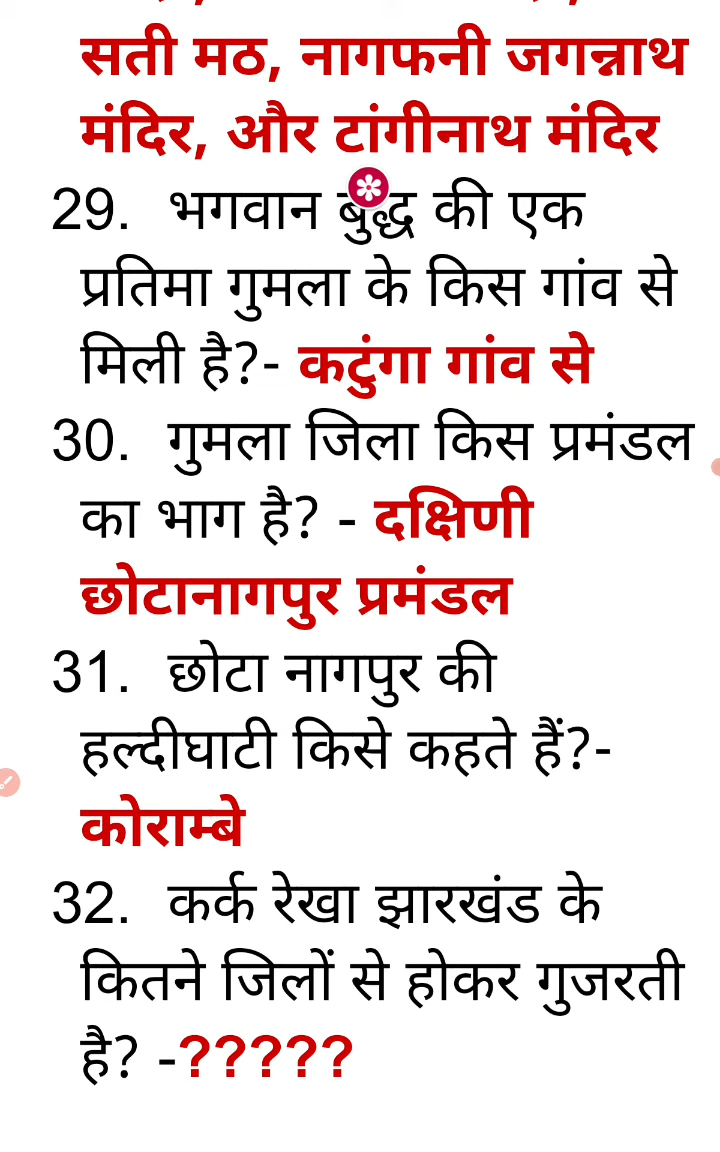 सती मठ, नागफनी जगन्नाथ
मंदिर, और टांगीनाथ मंदिर
29. भगवान बुद्ध की एक
प्रतिमा गुमला के किस गांव से
मिली है?- कटुंगा गांव से
30. गुमला जिला किस प्रमंडल
का भाग है? - दक्षिणी
छोटानागपुर प्रमंडल
31. छोटा नागपुर की
हल्दीघाटी किसे कहते हैं?-
कोराम्बे
32. कर्क रेखा झारखंड के
कितने जिलों से होकर गुजरती
है? -?????